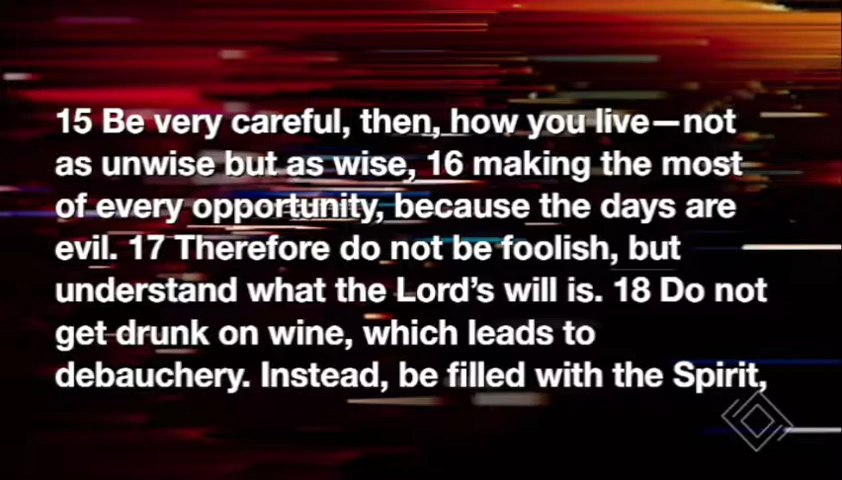 15 Be very careful, then, how you live—not
as unwise but as wise, 16 making the most
of every opportunity, because the days are
evil. 17 Therefore do not be foolish, but
understand what the Lord’s will is. 18 Do not
get drunk on wine, which leads to
debauchery. Instead, be filled with the Spirit,